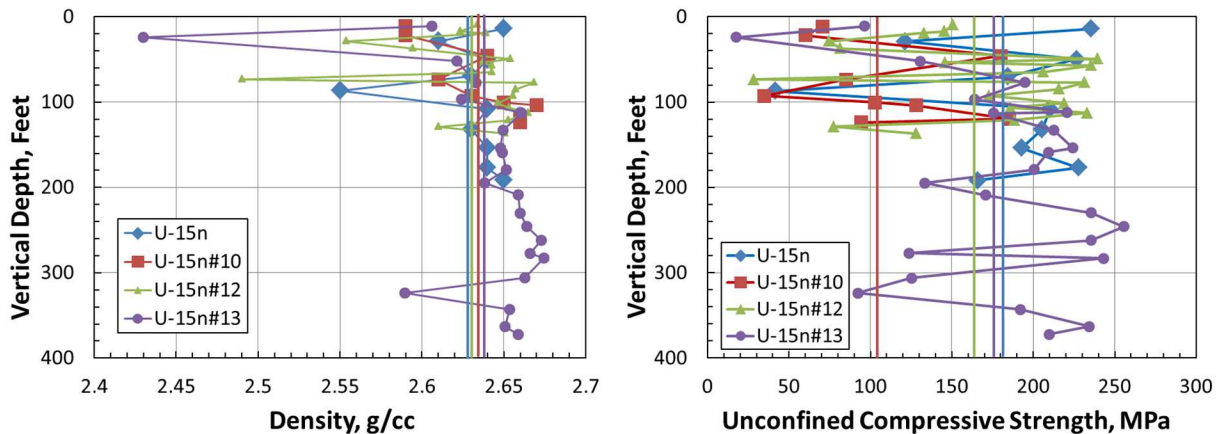 0
100
200
300
400
Vertical Depth, Feet
U-15n
U-15n#10
U-15n#12
U-15n#13
2.4 2.45 2.5 2.55 2.6 2.65 2.7
Density, g/cc
0
100
200
300
400
Vertical Depth, Feet
U-15n
U-15n#10
U-15n#12
U-15n#13
0 50 100 150 200 250 300
Unconfined Compressive Strength, MPa